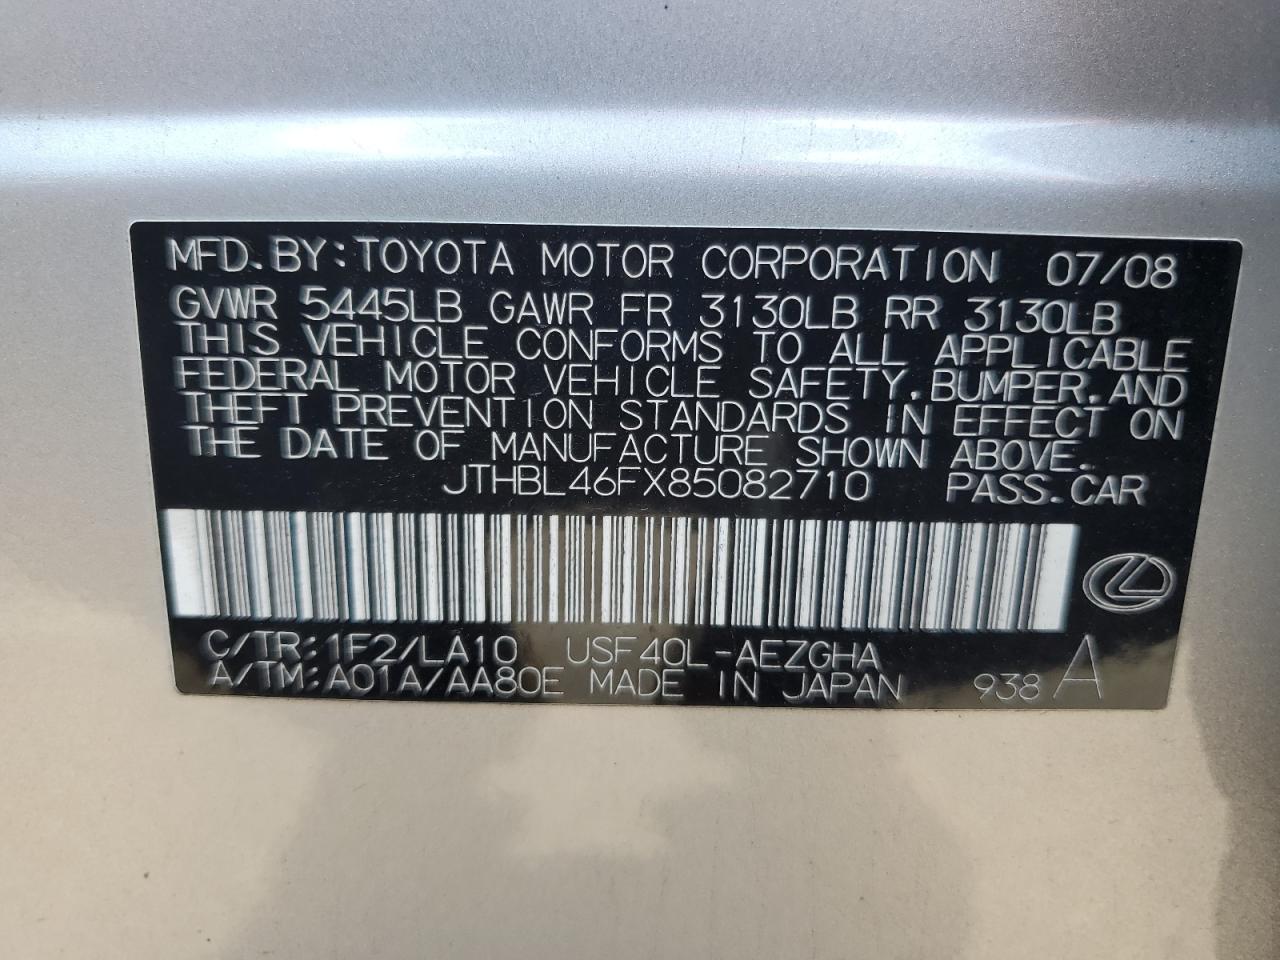 MFD. BY: TOYOTA MOTOR CORPORATION 07/08
GVWR 5445LB GAWR FR 3130LB RR 3130LB
THIS VEHICLE CONFORMS TO ALL APPLICABLE
FEDERAL MOTOR VEHICLE SAFETY, BUMPER, AND
THEFT PREVENTION STANDARDS IN EFFECT ON
THE DATE OF MANUFACTURE SHOWN ABOVE.
JTHBL46FX85082710 PASS. CAR
C/TR: 1F2/LA10 USF40L-AEZGHA
A/TM: A01A/AA80E MADE IN JAPAN 938 A